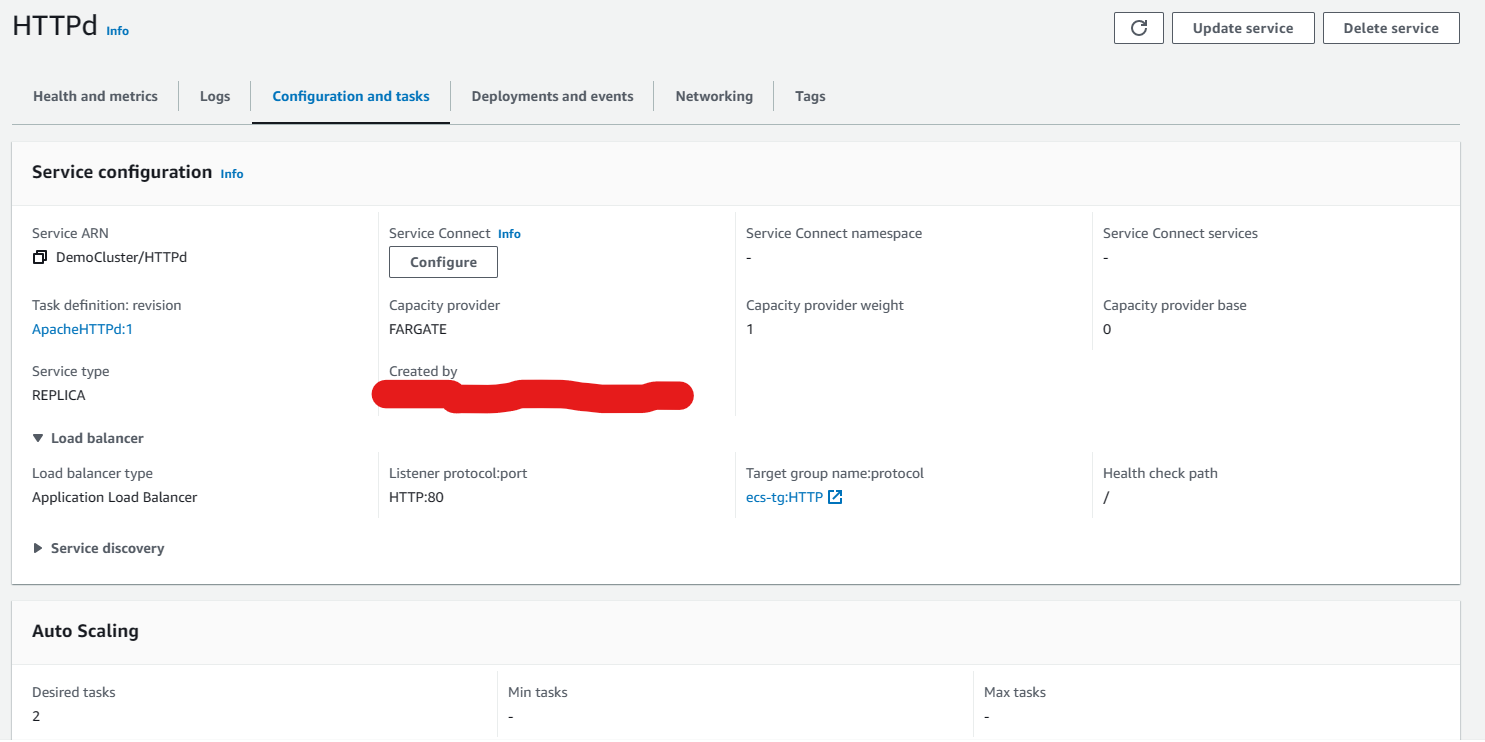 HTTPd Info
Update service
Delete service
Health and metrics
Logs
Configuration and tasks
Deployments and events
Networking
Tags
Service configuration Info
Service ARN
DemoCluster/HTTPd
Service Connect Info
Configure
Service Connect namespace
-
Service Connect services
-
Task definition: revision
ApacheHTTPd:1
Capacity provider
FARGATE
Capacity provider weight
1
Capacity provider base
0
Service type
REPLICA
Created by
Load balancer
Load balancer type
Application Load Balancer
Listener protocol:port
HTTP:80
Target group name:protocol
ecs-tg:HTTP
Health check path
/
Service discovery
Auto Scaling
Desired tasks
2
Min tasks
-
Max tasks
-